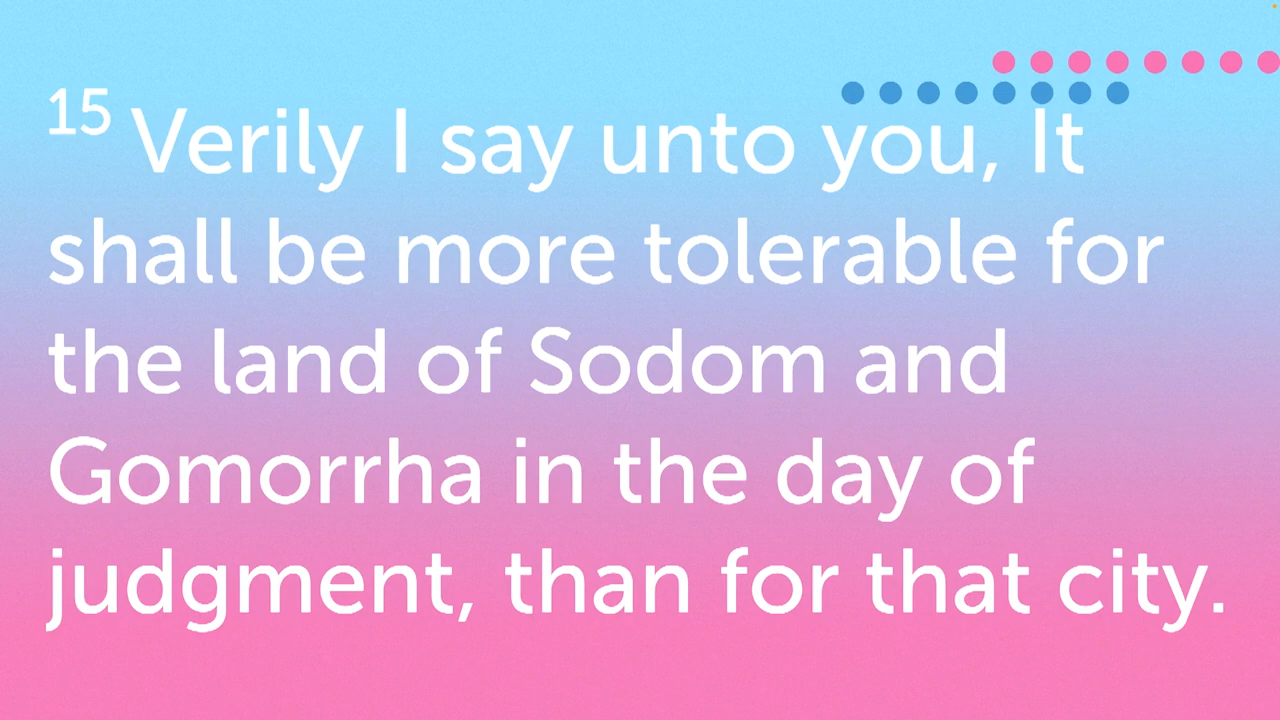 15 Verily I say unto you, It
shall be more tolerable for
the land of Sodom and
Gomorrha in the day of
judgment, than for that city.